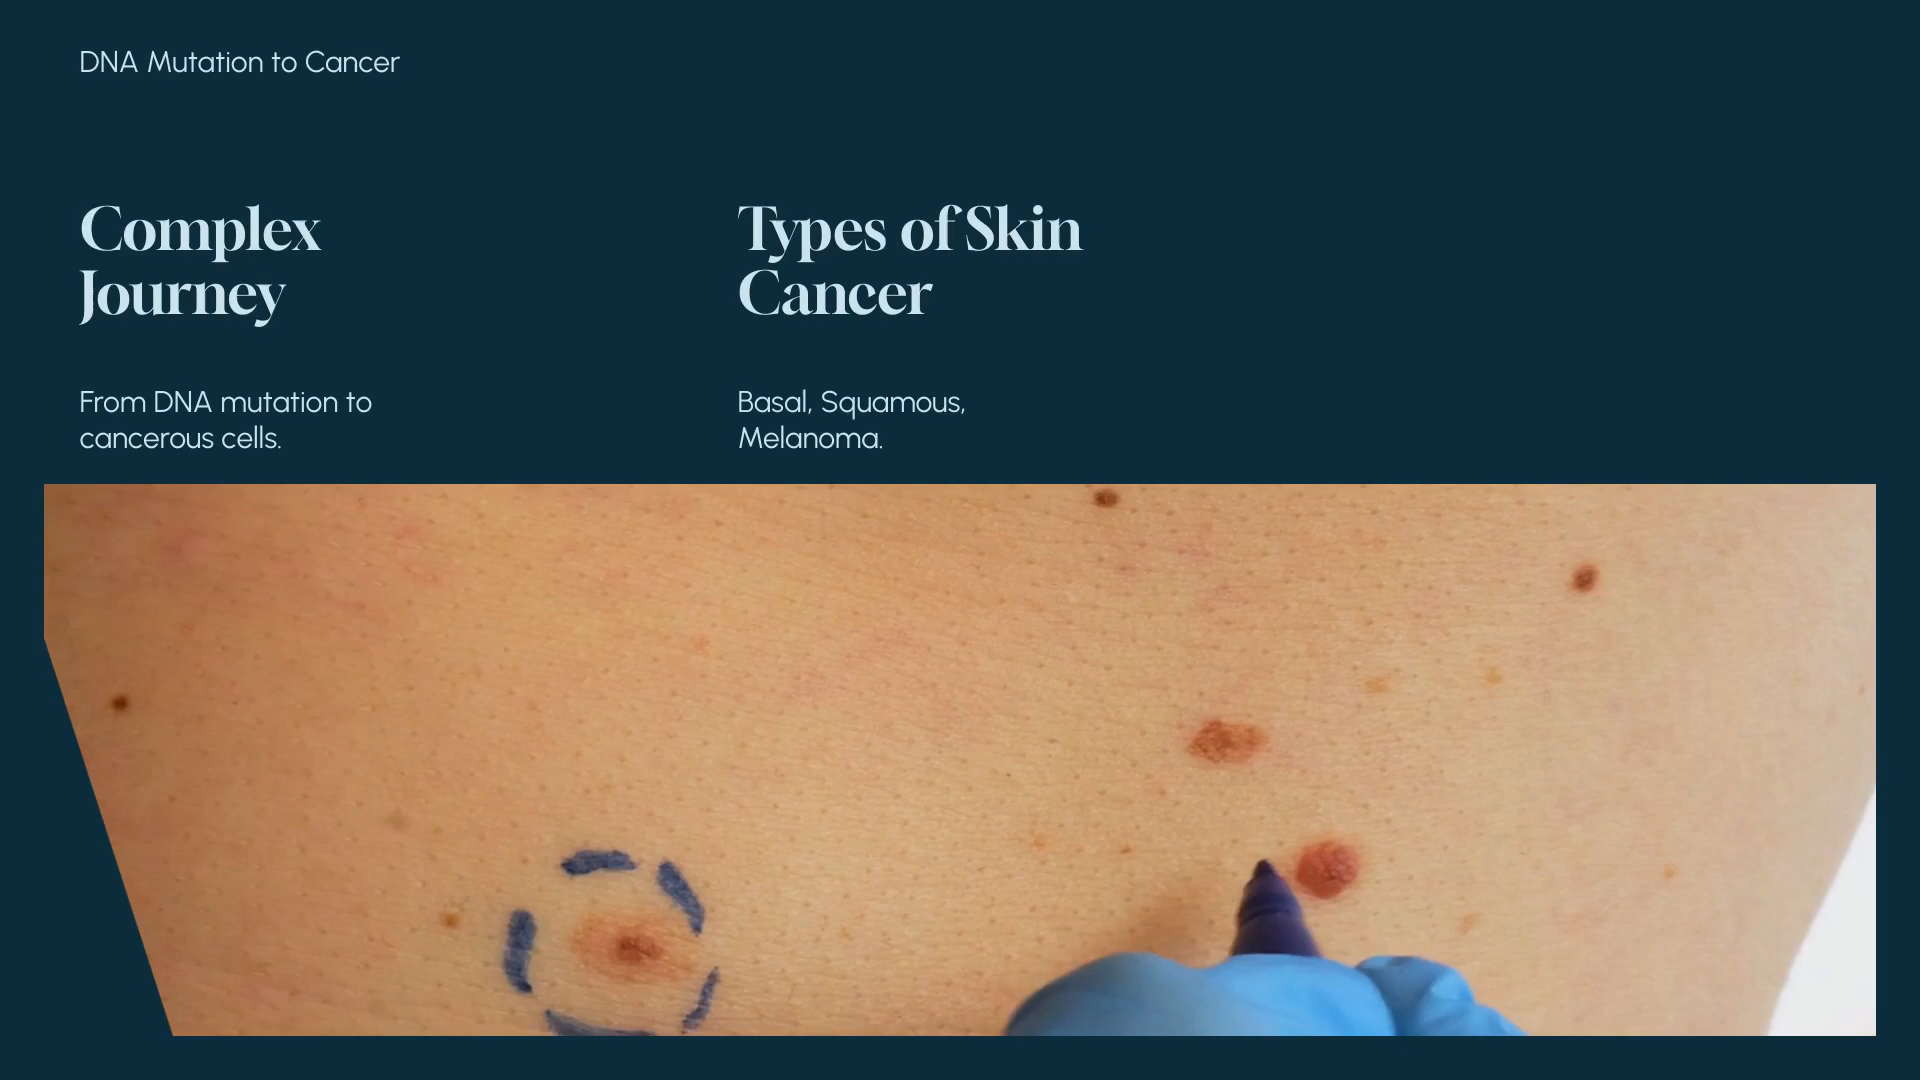 DNA Mutation to Cancer
Complex
Journey
From DNA mutation to
cancerous cells.
Types of Skin
Cancer
Basal, Squamous,
Melanoma.